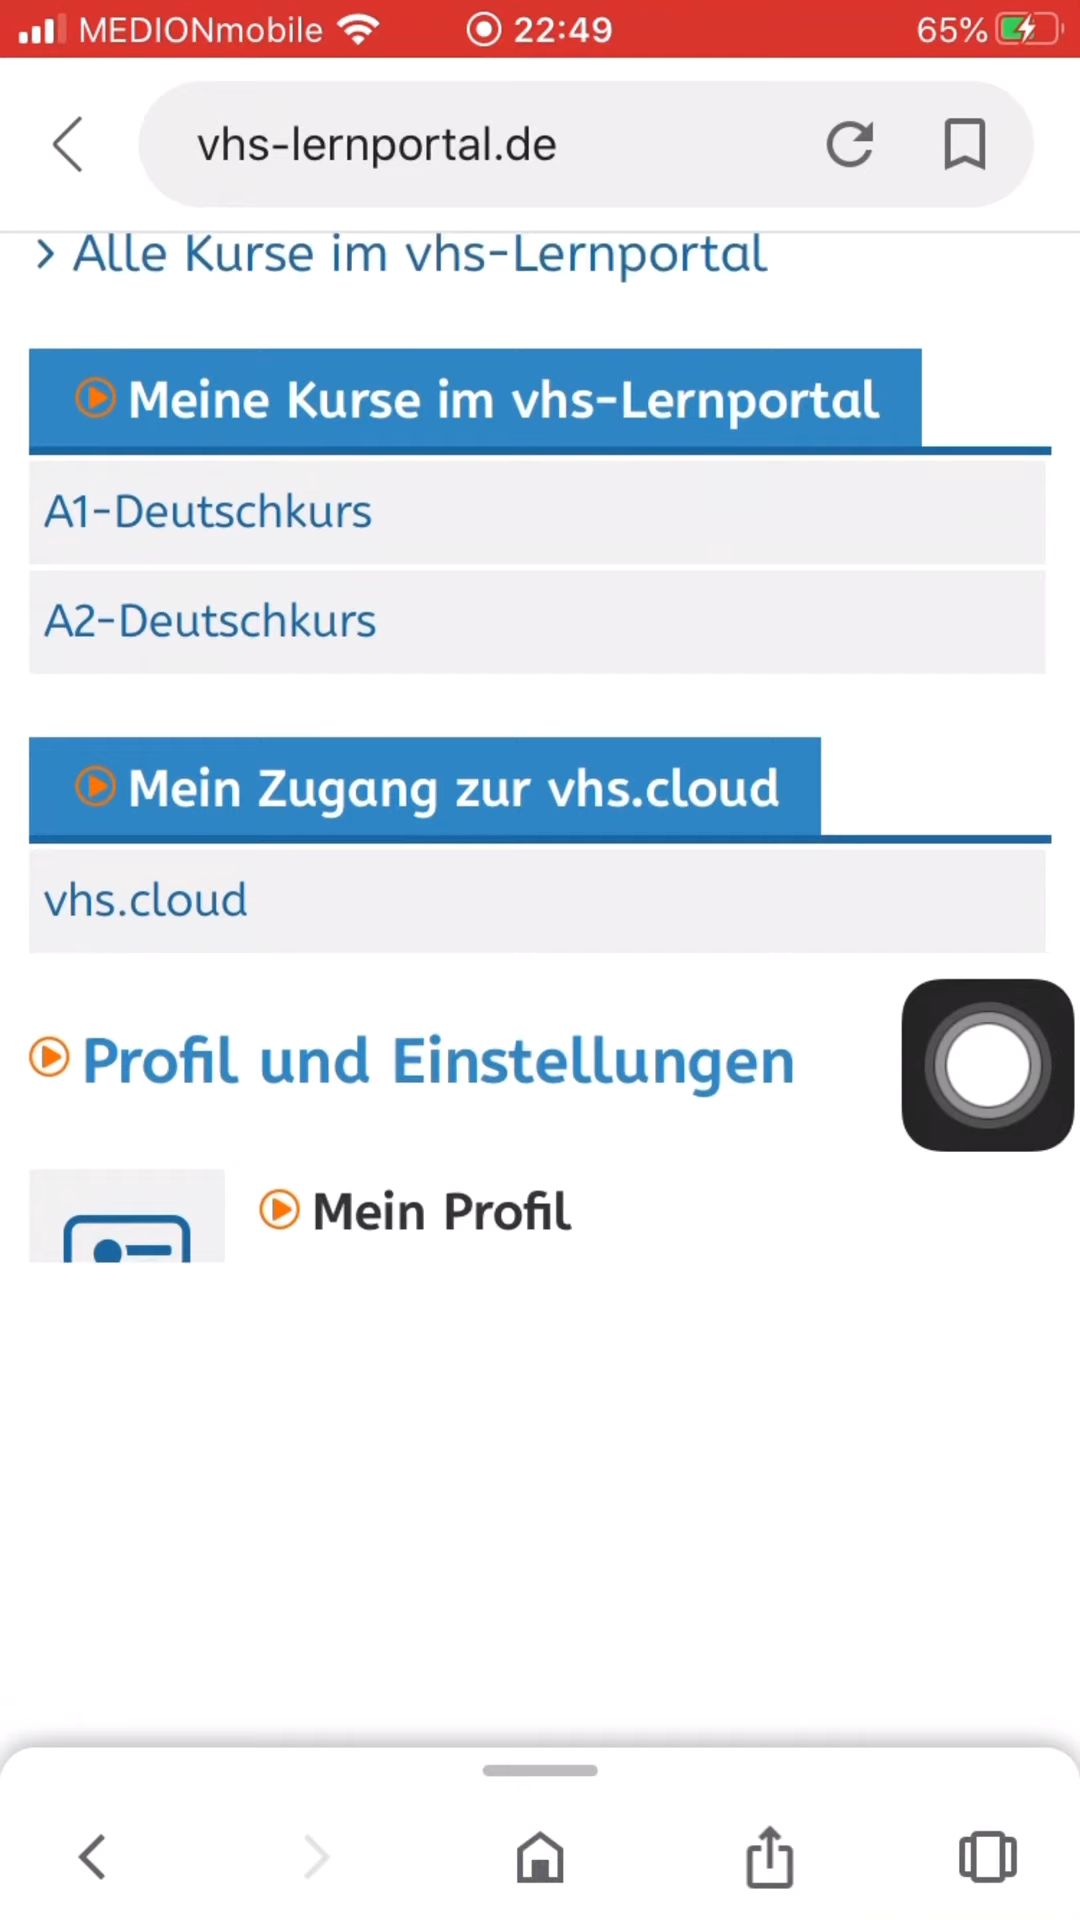 MEDIONmobile 22:49 65%
vhs-lernportal.de
> Alle Kurse im vhs-Lernportal
Meine Kurse im vhs-Lernportal
A1-Deutschkurs
A2-Deutschkurs
Mein Zugang zur vhs.cloud
vhs.cloud
Profil und Einstellungen
Mein Profil